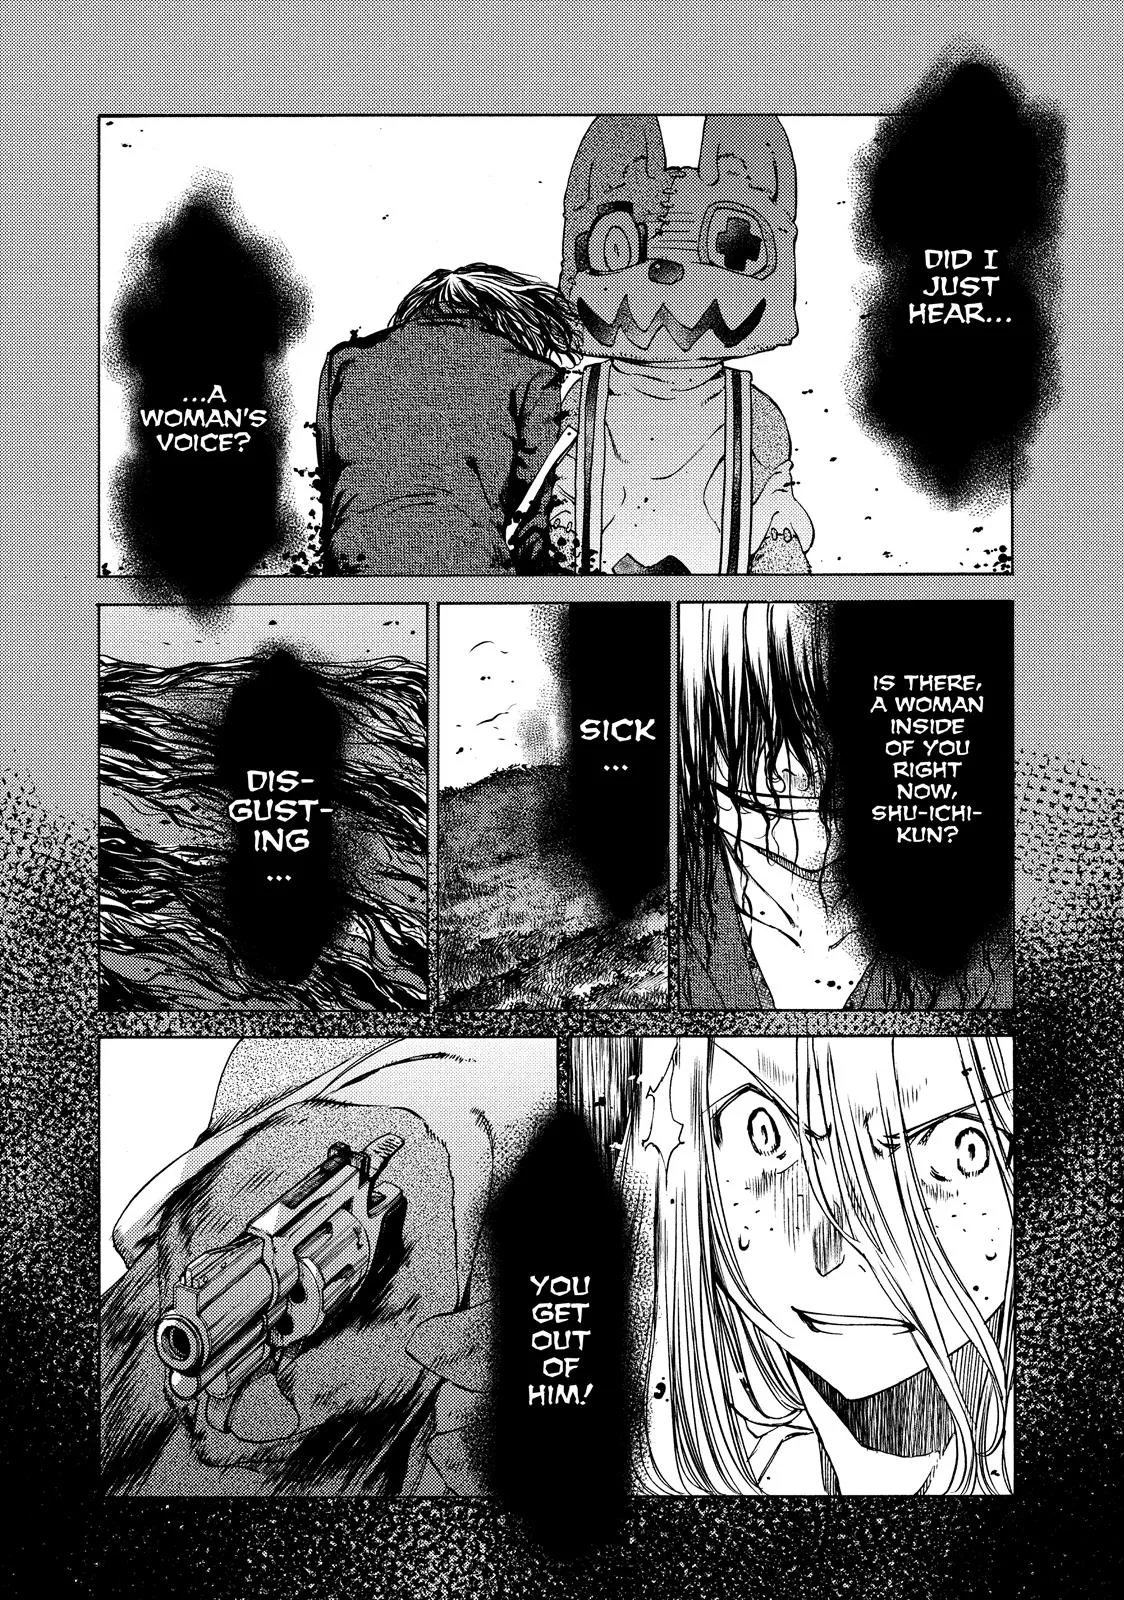 DID I
JUST
HEAR...
...A
WOMAN'S
VOICE?
IS THERE,
A WOMAN
INSIDE
OF YOU
RIGHT
NOW,
SHU-ICHI-
KUN?
SICK
...
DIS-
GUST-
ING
...
YOU
GET
OUT
OF
HIM!